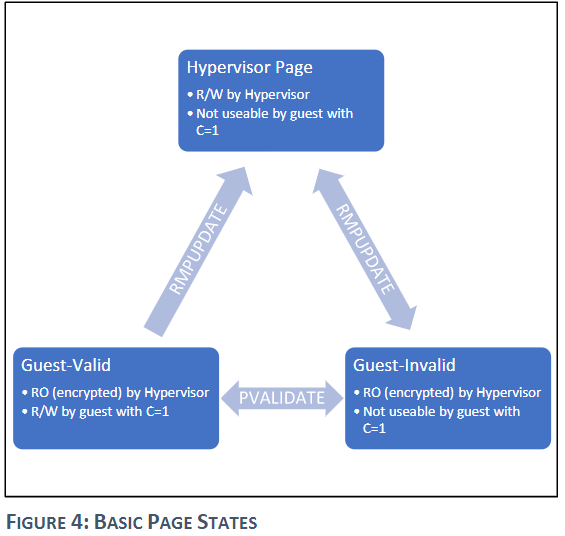 Hypervisor Page
• R/W by Hypervisor
• Not useable by guest with
C=1
RMPUPDATE
RMPUPDATE
Guest-Valid
• RO (encrypted) by Hypervisor
• R/W by guest with C=1
PVALIDATE
Guest-Invalid
• RO (encrypted) by Hypervisor
• Not useable by guest with
C=1
FIGURE 4: BASIC PAGE STATES